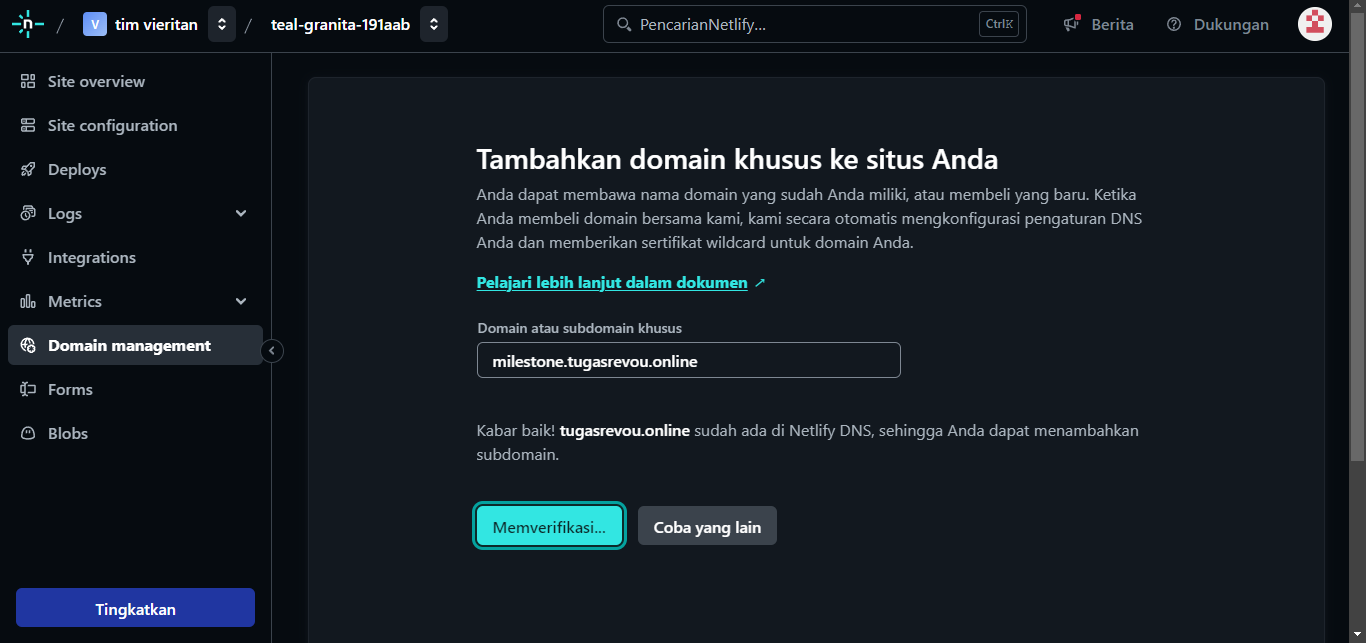 / V tim vieritan / teal-granita-191aab PencarianNetlify... CtrlK Berita Dukungan
Site overview
Site configuration
Deploys
Logs
Integrations
Metrics
Domain management
Forms
Blobs
Tingkatkan
Tambahkan domain khusus ke situs Anda
Anda dapat membawa nama domain yang sudah Anda miliki, atau membeli yang baru. Ketika
Anda membeli domain bersama kami, kami secara otomatis mengkonfigurasi pengaturan DNS
Anda dan memberikan sertifikat wildcard untuk domain Anda.
Pelajari lebih lanjut dalam dokumen ↗
Domain atau subdomain khusus
milestone.tugasrevou.online
Kabar baik! tugasrevou.online sudah ada di Netlify DNS, sehingga Anda dapat menambahkan
subdomain.
Memverifikasi... Coba yang lain